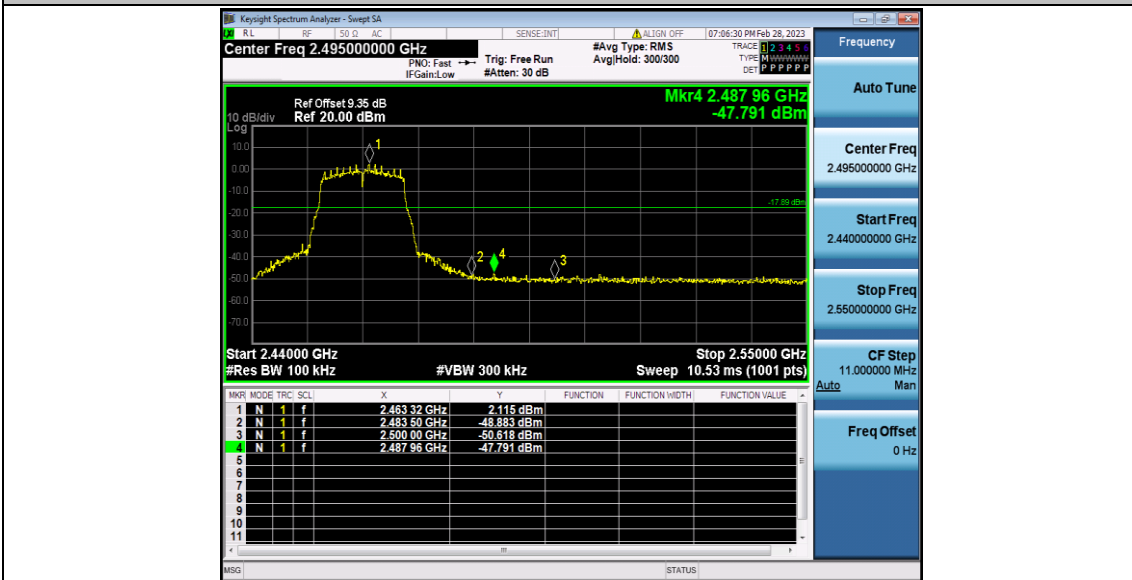 Keysight Spectrum Analyzer - Swept SA
RL RF 50 Ω AC SENSE:INT ALIGN OFF 07:06:30 PM Feb 28, 2023
Center Freq 2.495000000 GHz
PNO: Fast
IFGain:Low
Trig: Free Run
#Atten: 30 dB
#Avg Type: RMS
Avg|Hold: 300/300
TRACE 1 2 3 4 5 6
TYPE M WWWWW
DET P P P P P P
Frequency
Auto Tune
Center Freq
2.495000000 GHz
Start Freq
2.440000000 GHz
Stop Freq
2.550000000 GHz
CF Step
11.000000 MHz
Auto Man
Freq Offset
0 Hz
Mkr4 2.487 96 GHz
-47.791 dBm
Ref Offset 9.35 dB
10 dB/div Ref 20.00 dBm
Log
10.0
0.00
-10.0
-20.0
-30.0
-40.0
-50.0
-60.0
-70.0
-17.89 dBm
1
2
4
3
Start 2.44000 GHz Stop 2.55000 GHz
#Res BW 100 kHz #VBW 300 kHz Sweep 10.53 ms (1001 pts)
MKR MODE TRC SCL X Y FUNCTION FUNCTION WIDTH FUNCTION VALUE
1 N 1 f 2.463 32 GHz 2.115 dBm
2 N 1 f 2.483 50 GHz -48.883 dBm
3 N 1 f 2.500 00 GHz -50.618 dBm
4 N 1 f 2.487 96 GHz -47.791 dBm
5
6
7
8
9
10
11
MSG STATUS